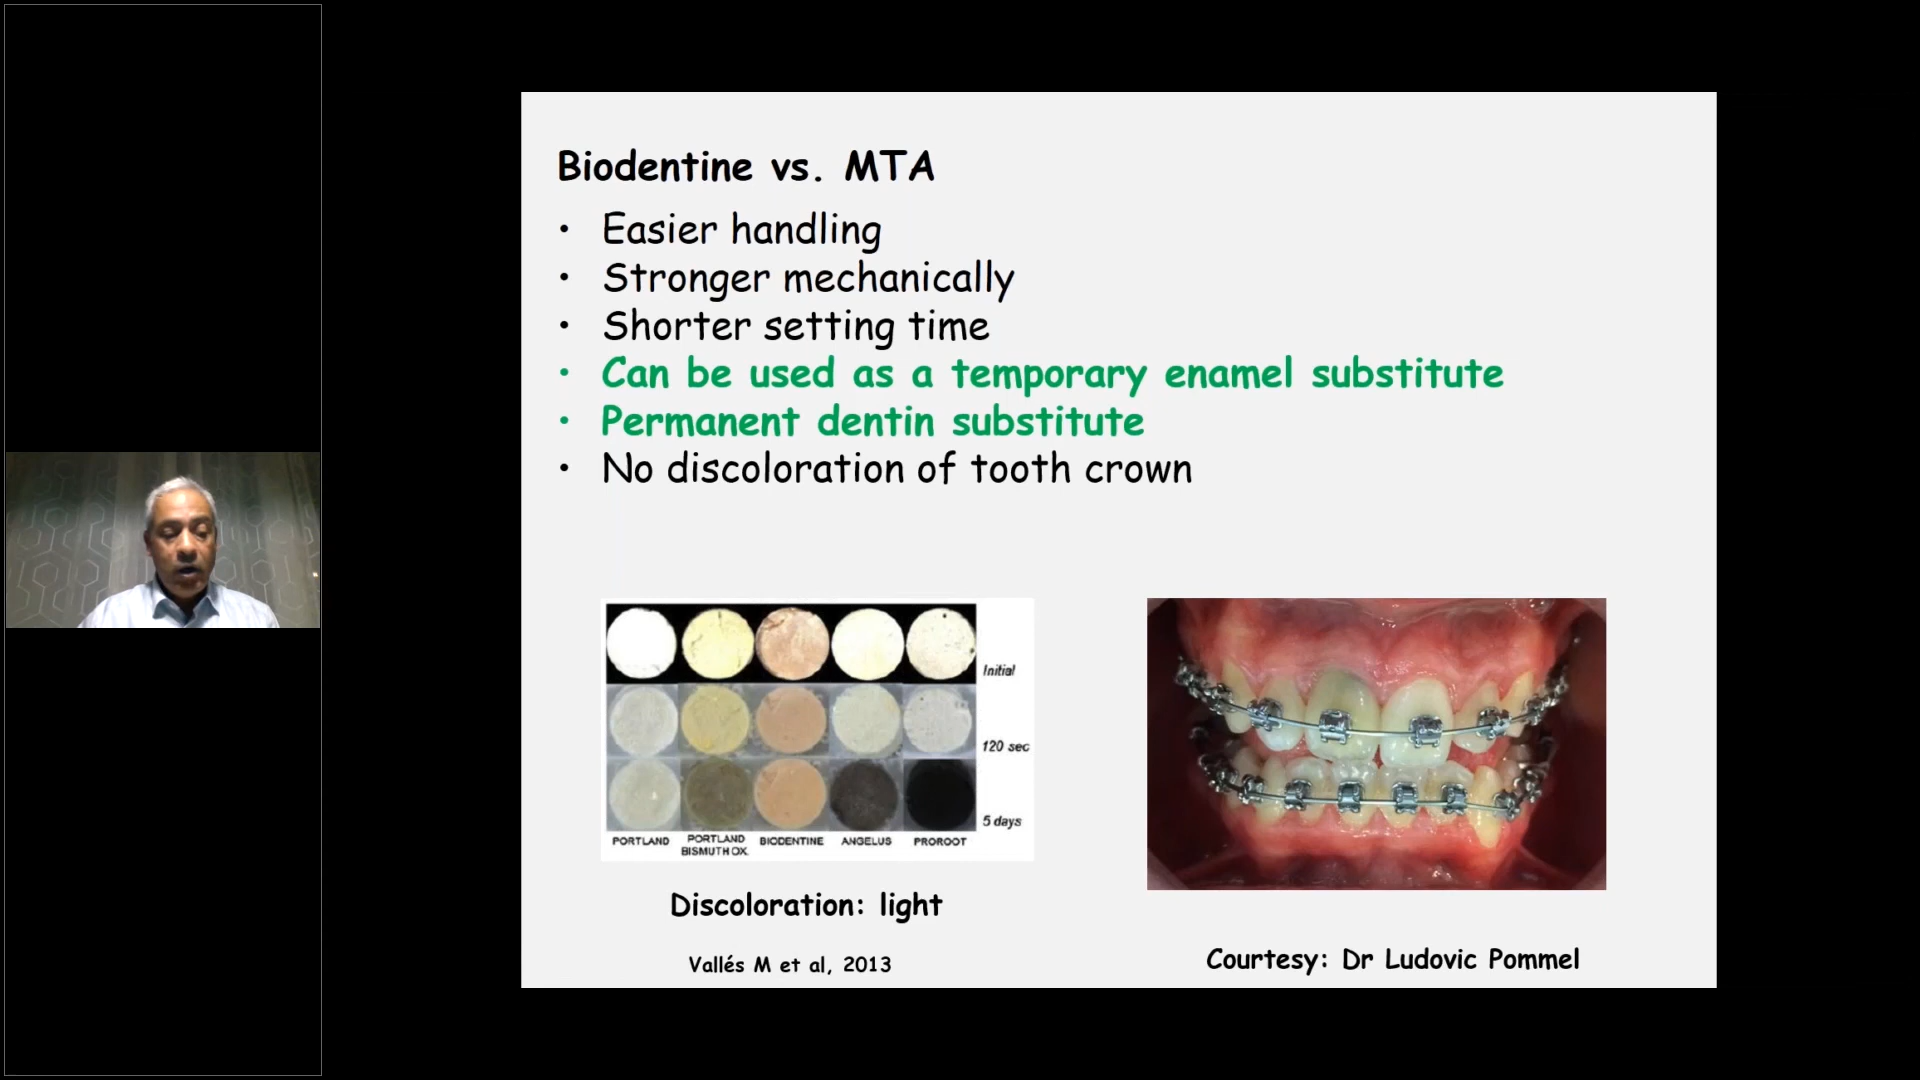 Biodentine vs. MTA
• Easier handling
• Stronger mechanically
• Shorter setting time
• Can be used as a temporary enamel substitute
• Permanent dentin substitute
• No discoloration of tooth crown
Initial
120 sec
5 days
PORTLAND PORTLAND BISMUTH OX. BIODENTINE ANGELUS PROROOT
Discoloration: light
Vallés M et al, 2013
Courtesy: Dr Ludovic Pommel